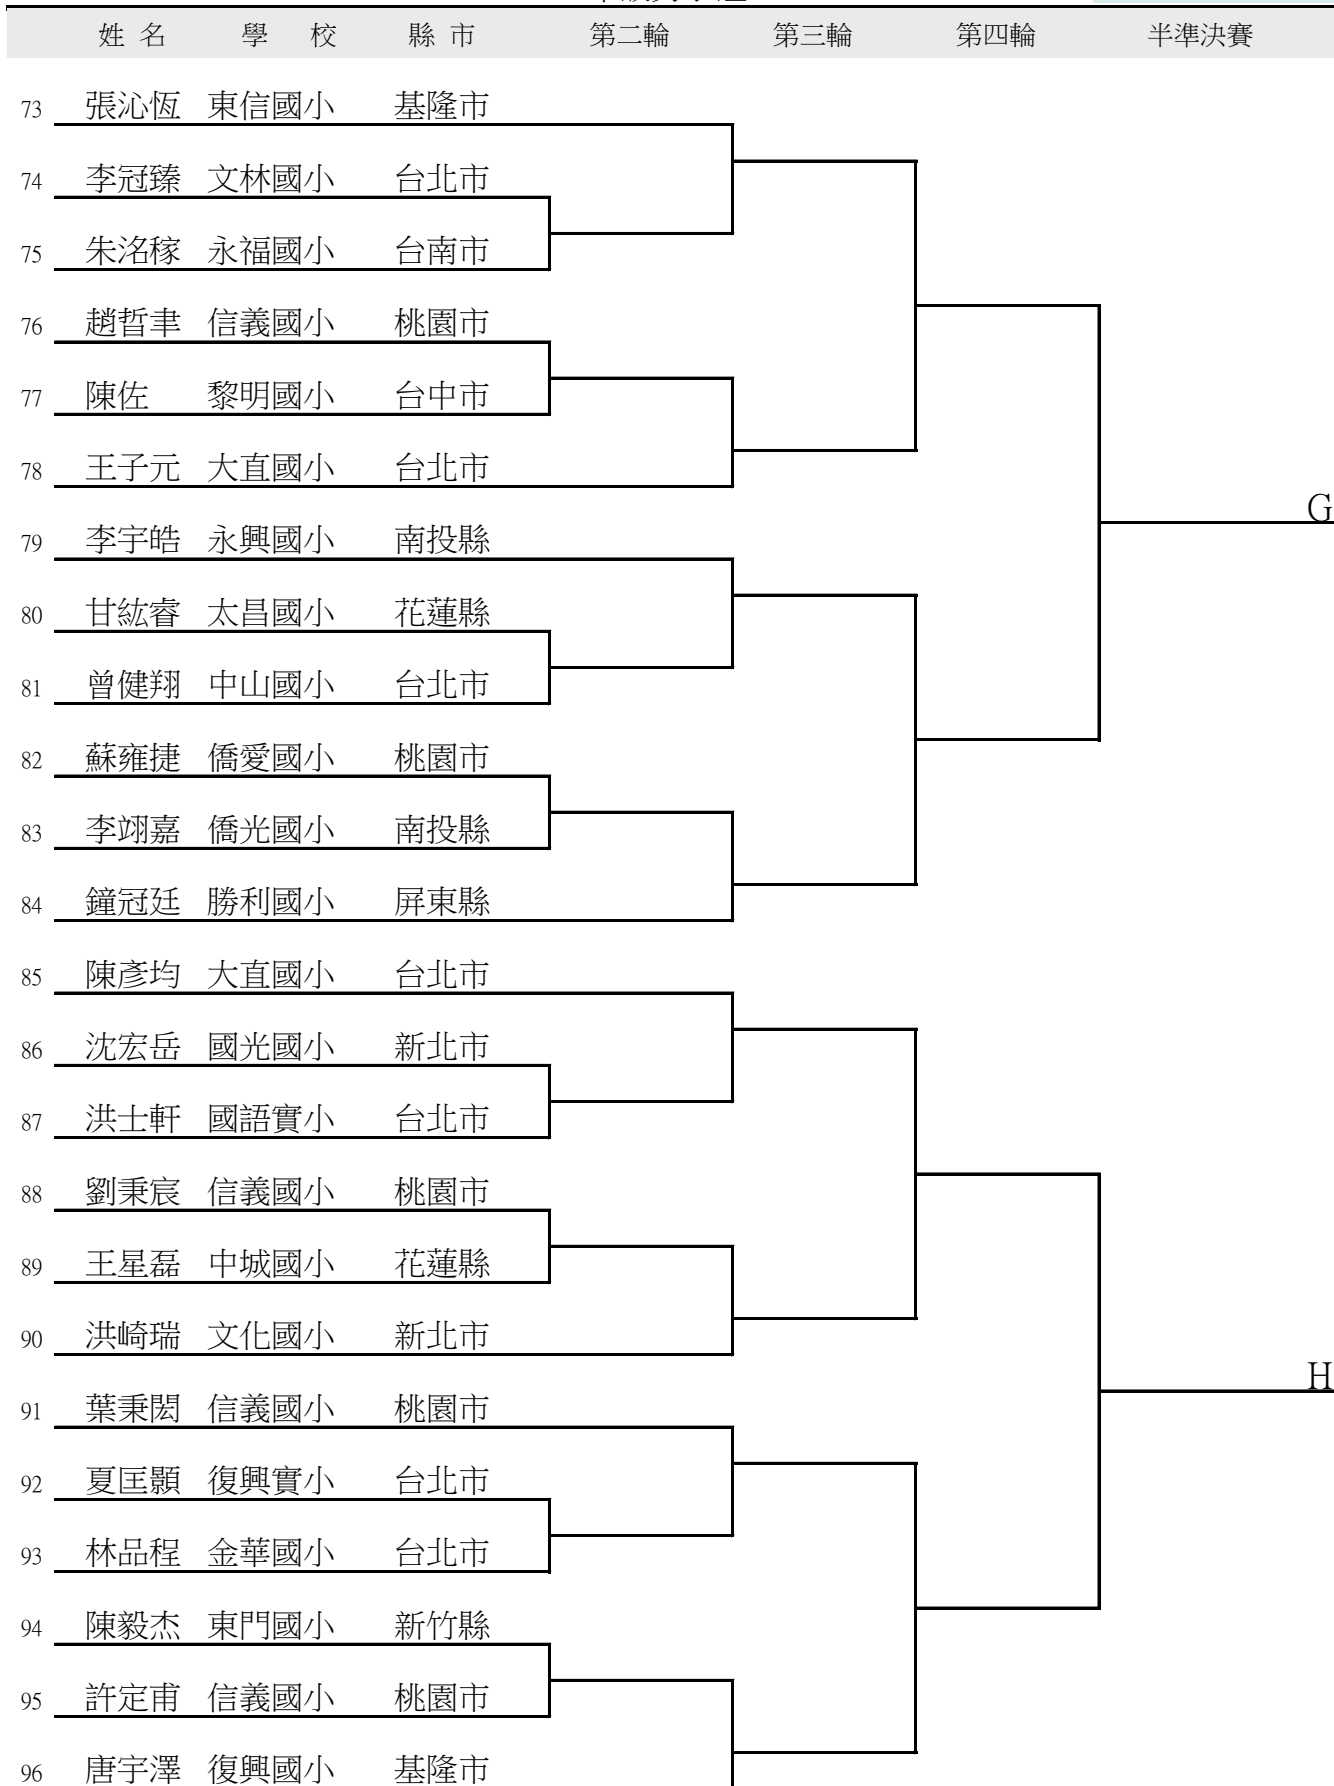 姓 名 學 校 縣 市 第二輪 第三輪 第四輪 半準決賽
73 張沁恆 東信國小 基隆市
74 李冠臻 文林國小 台北市
75 朱洺稼 永福國小 台南市
76 趙晢聿 信義國小 桃園市
77 陳佐 黎明國小 台中市
78 王子元 大直國小 台北市
G
79 李宇皓 永興國小 南投縣
80 甘紘睿 太昌國小 花蓮縣
81 曾健翔 中山國小 台北市
82 蘇雍捷 僑愛國小 桃園市
83 李翊嘉 僑光國小 南投縣
84 鐘冠廷 勝利國小 屏東縣
85 陳彥均 大直國小 台北市
86 沈宏岳 國光國小 新北市
87 洪士軒 國語實小 台北市
88 劉秉宸 信義國小 桃園市
89 王星磊 中城國小 花蓮縣
90 洪崎瑞 文化國小 新北市
H
91 葉秉閎 信義國小 桃園市
92 夏匡顥 復興實小 台北市
93 林品程 金華國小 台北市
94 陳毅杰 東門國小 新竹縣
95 許定甫 信義國小 桃園市
96 唐宇澤 復興國小 基隆市